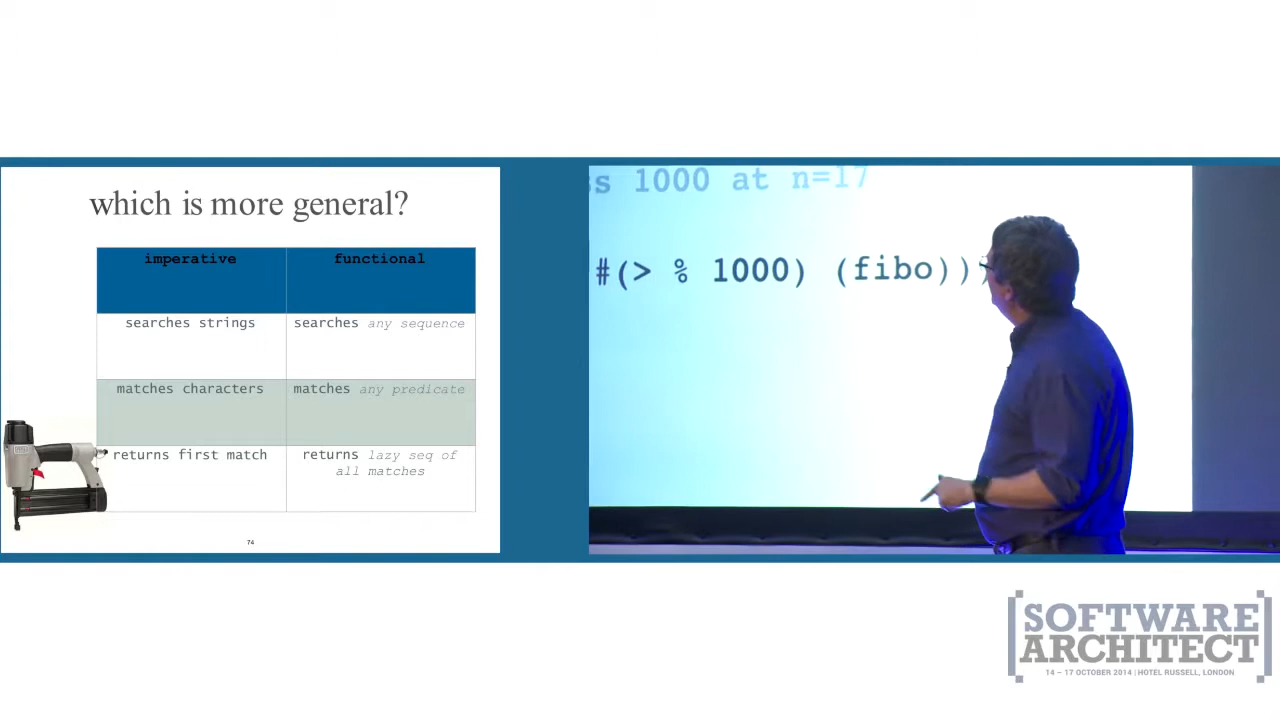 which is more general?
imperative functional
searches strings searches any sequence
matches characters matches any predicate
returns first match returns lazy seq of
all matches
74
1000 at n=17
#(> % 1000) (fibo))
[SOFTWARE
ARCHITECT]
14 – 17 OCTOBER 2014 | HOTEL RUSSELL, LONDON